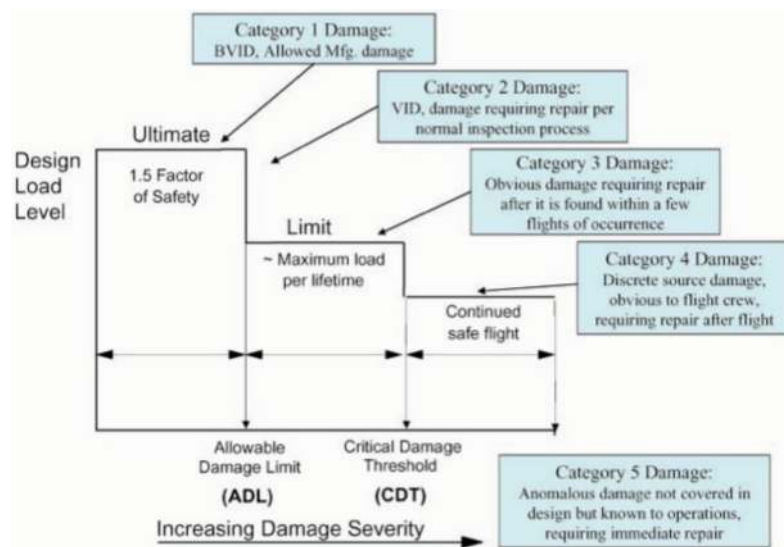 Category 1 Damage:
BVID, Allowed Mfg. damage
Category 2 Damage:
VID, damage requiring repair per
normal inspection process
Ultimate
Design
Load
Level
1.5 Factor
of Safety
Category 3 Damage:
Obvious damage requiring repair
after it is found within a few
flights of occurrence
Limit
~ Maximum load
per lifetime
Category 4 Damage:
Discrete source damage,
obvious to flight crew,
requiring repair after flight
Continued
safe flight
Allowable
Damage Limit
(ADL)
Critical Damage
Threshold
(CDT)
Category 5 Damage:
Anomalous damage not covered in
design but known to operations,
requiring immediate repair
Increasing Damage Severity